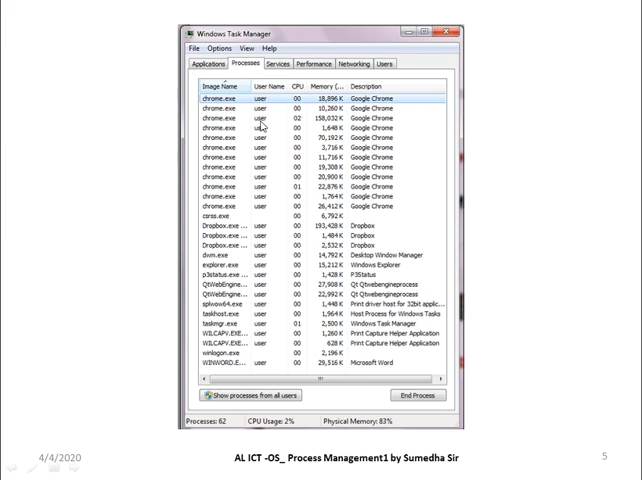 Windows Task Manager
File Options View Help
Applications Processes Services Performance Networking Users
Image Name User Name CPU Memory (... Description
chrome.exe user 00 18,896 K Google Chrome
chrome.exe user 00 10,260 K Google Chrome
chrome.exe user 02 158,032 K Google Chrome
chrome.exe user 00 1,648 K Google Chrome
chrome.exe user 00 70,192 K Google Chrome
chrome.exe user 00 3,716 K Google Chrome
chrome.exe user 00 11,716 K Google Chrome
chrome.exe user 00 19,308 K Google Chrome
chrome.exe user 00 20,900 K Google Chrome
chrome.exe user 01 22,876 K Google Chrome
chrome.exe user 00 1,764 K Google Chrome
chrome.exe user 00 26,412 K Google Chrome
csrss.exe 00 6,792 K
Dropbox.exe ... user 00 193,428 K Dropbox
Dropbox.exe ... user 00 1,484 K Dropbox
Dropbox.exe ... user 00 2,532 K Dropbox
dwm.exe user 00 14,792 K Desktop Window Manager
explorer.exe user 00 15,212 K Windows Explorer
p3status.exe ... user 00 1,428 K P3Status
QtWebEngine... user 00 27,908 K Qt Qtwebengineprocess
QtWebEngine... user 00 22,992 K Qt Qtwebengineprocess
splwow64.exe user 00 1,448 K Print driver host for 32bit applic...
taskhost.exe user 00 1,964 K Host Process for Windows Tasks
taskmgr.exe user 01 2,500 K Windows Task Manager
WILCAPV.EXE... user 00 1,260 K Print Capture Helper Application
WILCAPV.EXE... user 00 628 K Print Capture Helper Application
winlogon.exe 00 2,196 K
WINWORD.E... user 00 29,516 K Microsoft Word
Show processes from all users End Process
Processes: 62 CPU Usage: 2% Physical Memory: 83%
4/4/2020 AL ICT -OS_ Process Management1 by Sumedha Sir 5